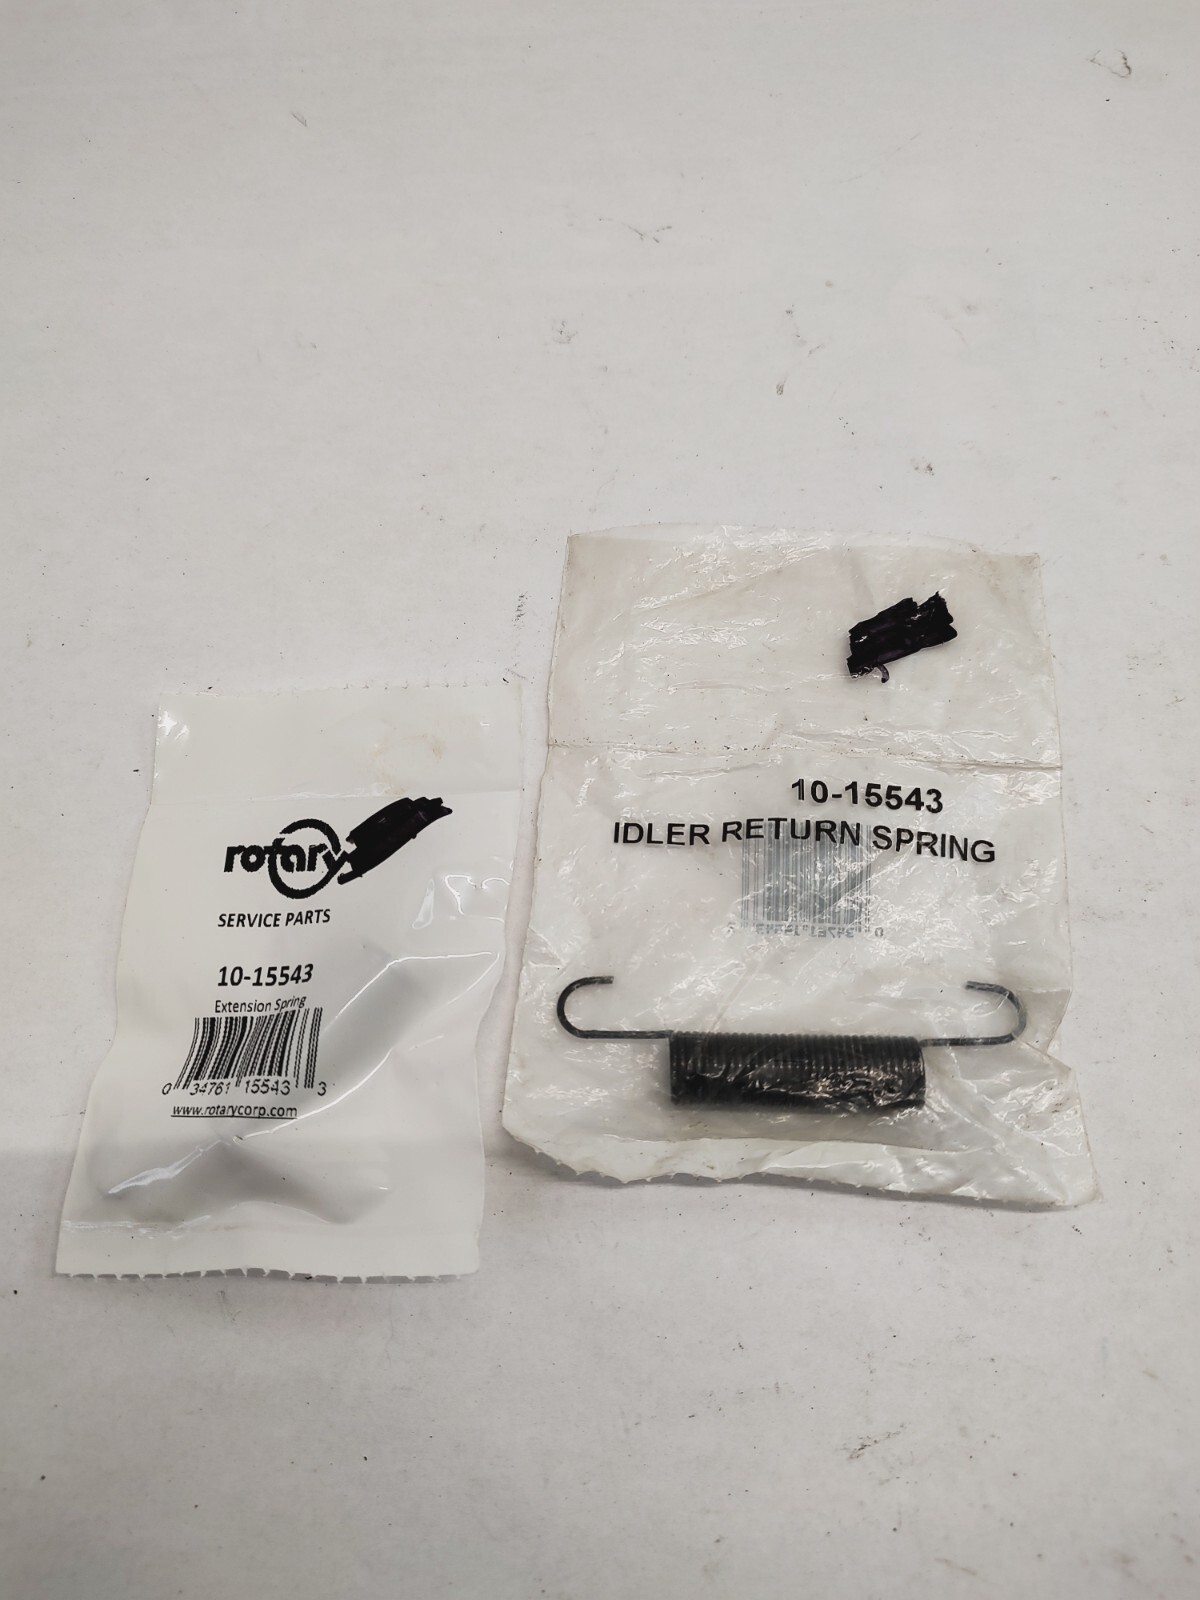 rotary
SERVICE PARTS
10-15543
Extension Spring
0 34761 15543 3
www.rotarycorp.com
10-15543
IDLER RETURN SPRING